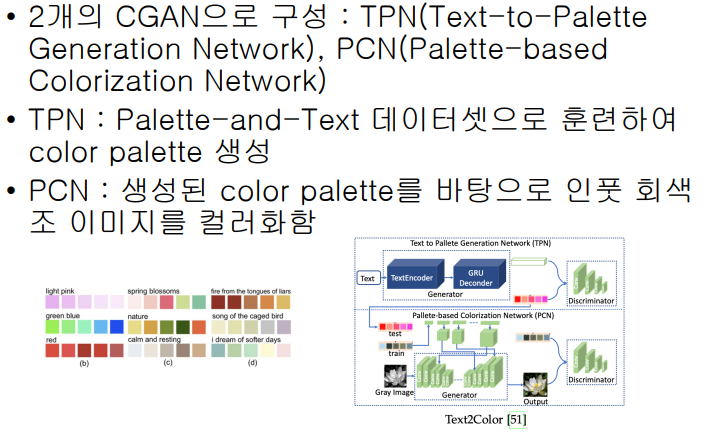 • 2개의 CGAN으로 구성 : TPN(Text-to-Palette
Generation Network), PCN(Palette-based
Colorization Network)
• TPN : Palette-and-Text 데이터셋으로 훈련하여
color palette 생성
• PCN : 생성된 color palette를 바탕으로 인풋 회색
조 이미지를 컬러화함
light pink
spring blossoms
fire from the tongues of liars
green blue
nature
song of the caged bird
red
calm and resting
i dream of softer days
(b)
(c)
(d)
Text to Pallete Generation Network (TPN)
Text
TextEncoder
GRU
Deconder
Generator
Discriminator
Pallete-based Colorization Network (PCN)
test
train
Gray Image
Generator
Output
Discriminator
Text2Color [51]